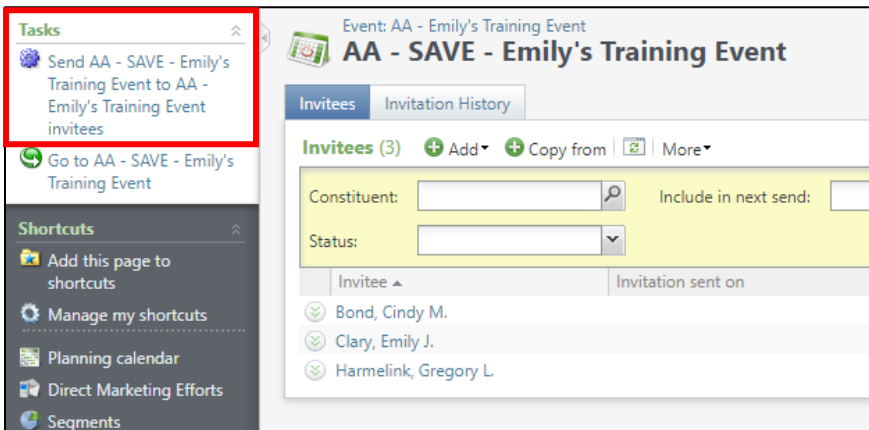 Tasks
Send AA - SAVE - Emily's
Training Event to AA -
Emily's Training Event
invitees
Go to AA - SAVE - Emily's
Training Event
Shortcuts
Add this page to
shortcuts
Manage my shortcuts
Planning calendar
Direct Marketing Efforts
Segments
Event: AA - Emily's Training Event
AA - SAVE - Emily's Training Event
Invitees Invitation History
Invitees (3) Add Copy from More
Constituent: Include in next send:
Status:
Invitee Invitation sent on
Bond, Cindy M.
Clary, Emily J.
Harmelink, Gregory L.